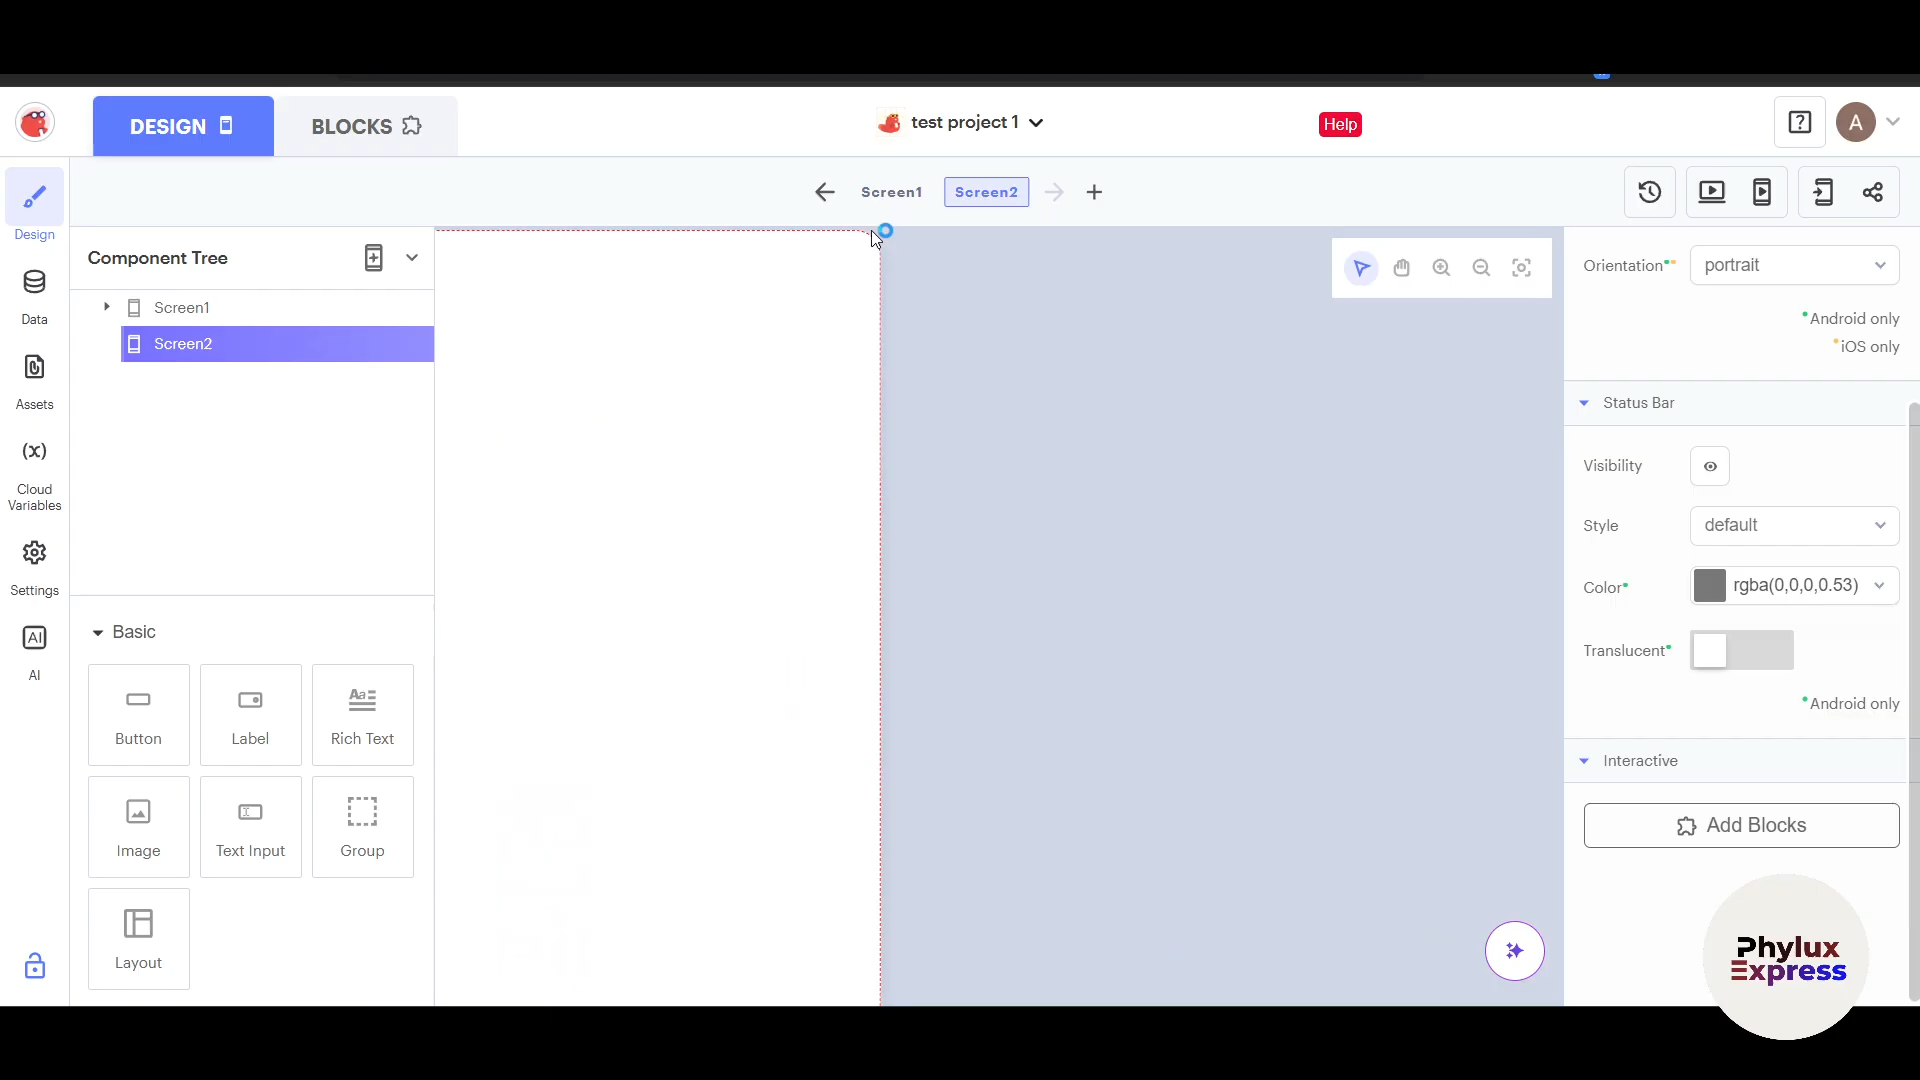 DESIGN
BLOCKS
test project 1
Help
?
A
Screen1
Screen2
Design
Data
Assets
(x)
Cloud
Variables
Settings
AI
AI
Component Tree
Screen1
Screen2
Basic
Button
Label
Aa
Rich Text
Image
Text Input
Group
Layout
Orientation
portrait
Android only
iOS only
Status Bar
Visibility
Style
default
Color
rgba(0,0,0,0.53)
Translucent
Android only
Interactive
Add Blocks
Phylux
Express